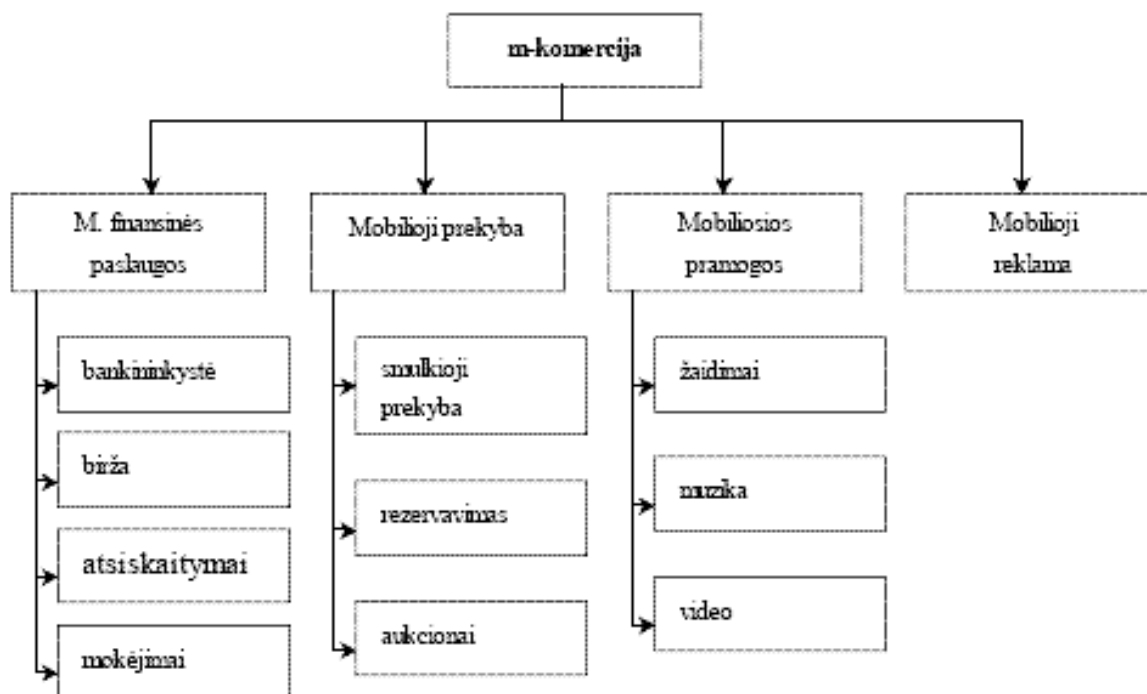 m-komercija
M. finansinės
paslaugos
Mobilioji prekyba
Mobiliosios
pramogos
Mobilioji
reklama
bankininkystė
birža
atsiskaitymai
mokėjimai
smulkioji
prekyba
rezervavimas
aukcionai
žaidimai
muzika
video